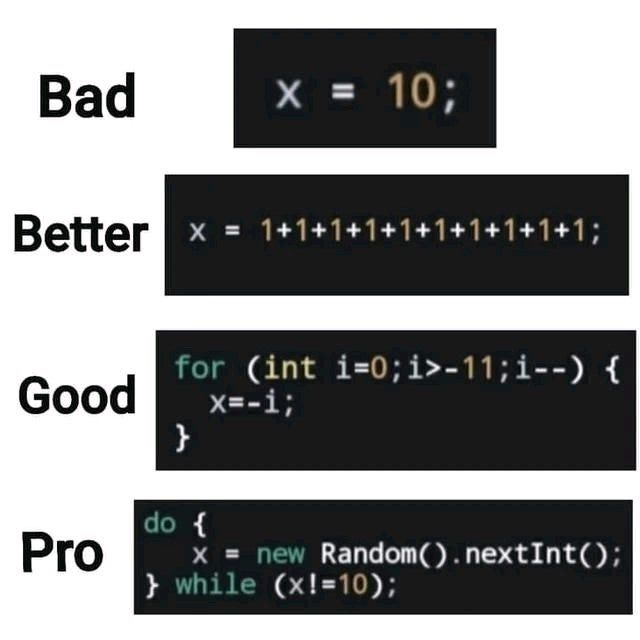 Bad
x = 10;
Better
x = 1+1+1+1+1+1+1+1+1+1;
Good
for (int i=0;i>-11;i--) {
x=-i;
}
Pro
do {
x = new Random().nextInt();
} while (x!=10);